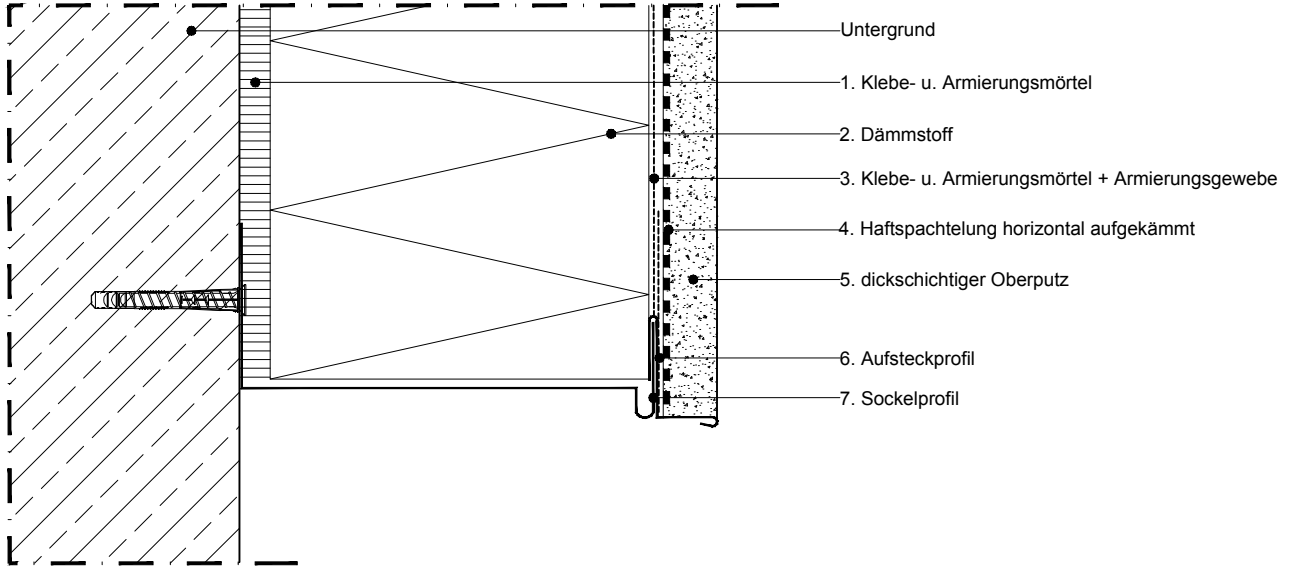 Untergrund
1. Klebe- u. Armierungsmörtel
2. Dämmstoff
3. Klebe- u. Armierungsmörtel + Armierungsgewebe
4. Haftspachtelung horizontal aufgekämmt
5. dickschichtiger Oberputz
6. Aufsteckprofil
7. Sockelprofil